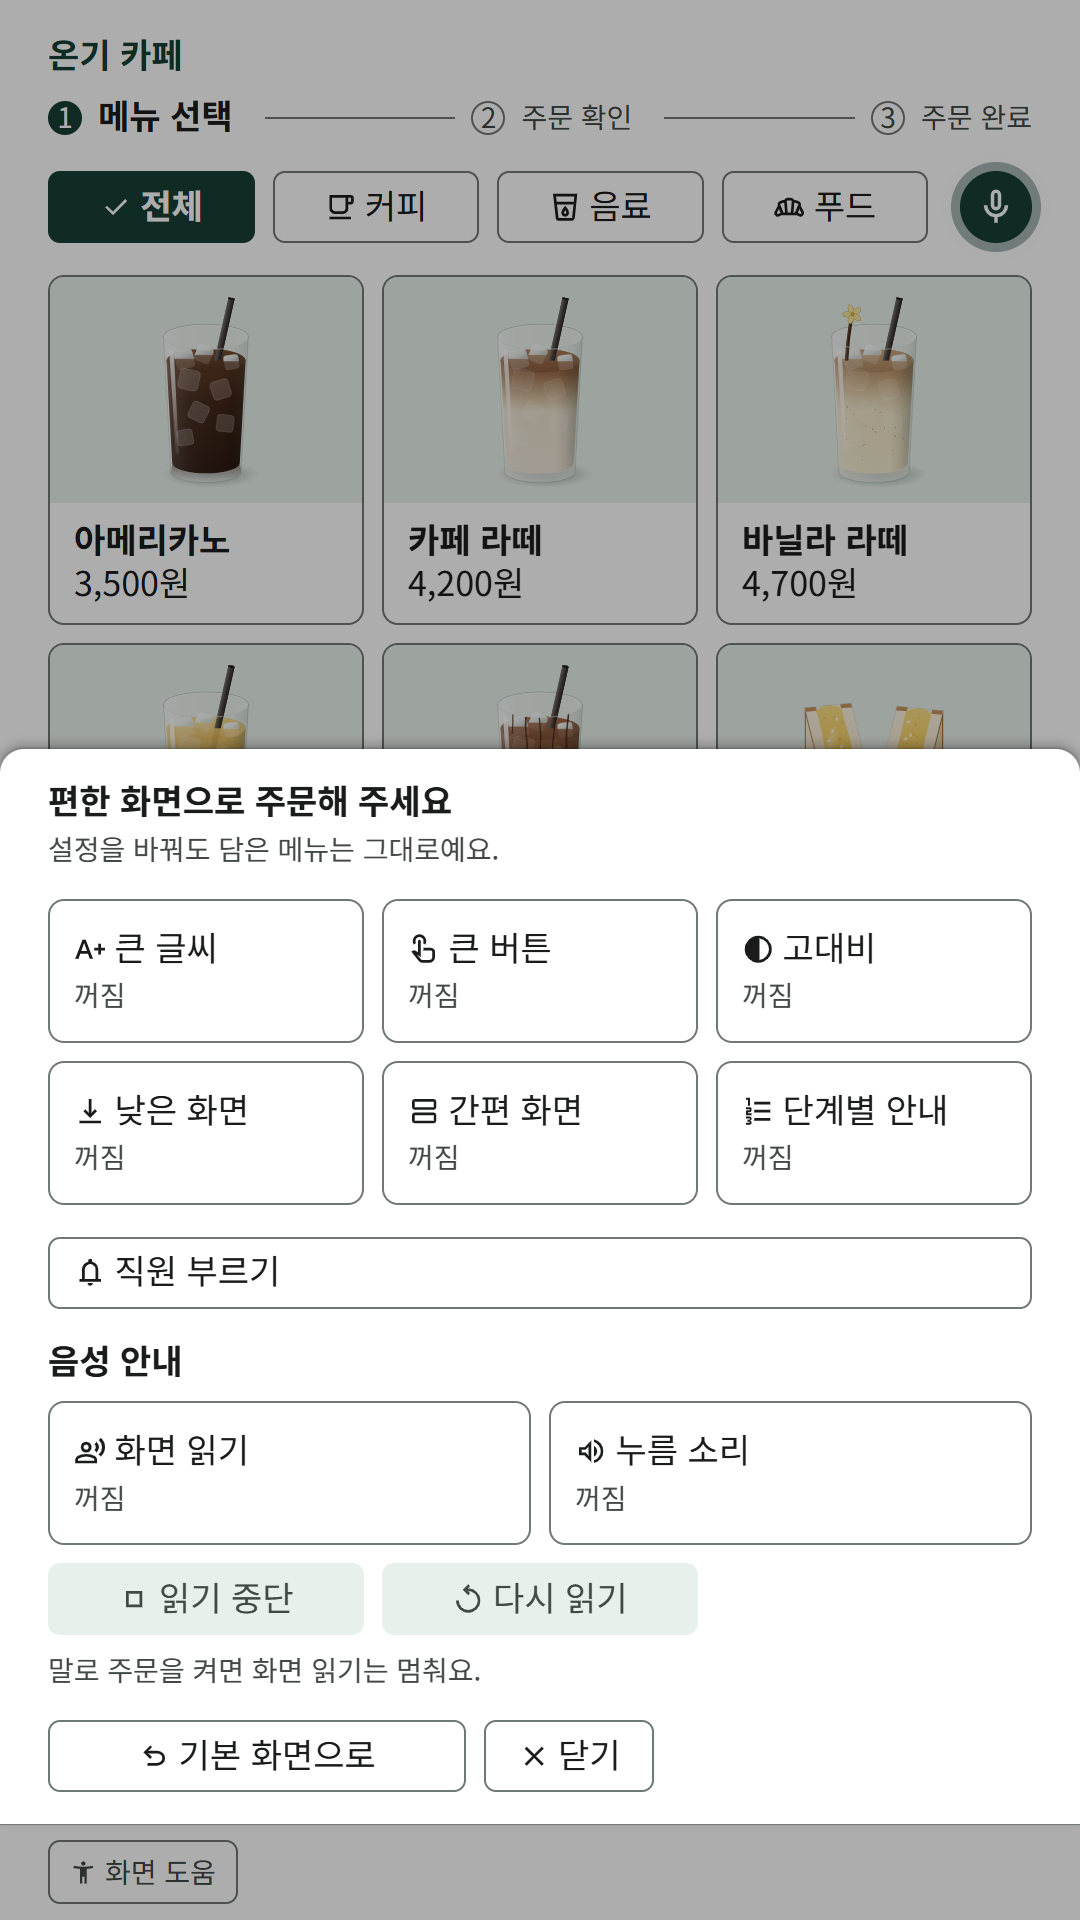 온기 카페
1 메뉴 선택 2 주문 확인 3 주문 완료
전체 커피 음료 푸드
아메리카노 카페 라떼 바닐라 라떼
3,500원 4,200원 4,700원
편한 화면으로 주문해 주세요
설정을 바꿔도 담은 메뉴는 그대로예요.
A+ 큰 글씨 큰 버튼 고대비
꺼짐 꺼짐 꺼짐
낮은 화면 간편 화면 단계별 안내
꺼짐 꺼짐 꺼짐
직원 부르기
음성 안내
화면 읽기 누름 소리
꺼짐 꺼짐
읽기 중단 다시 읽기
말로 주문을 켜면 화면 읽기는 멈춰요.
기본 화면으로 닫기
화면 도움